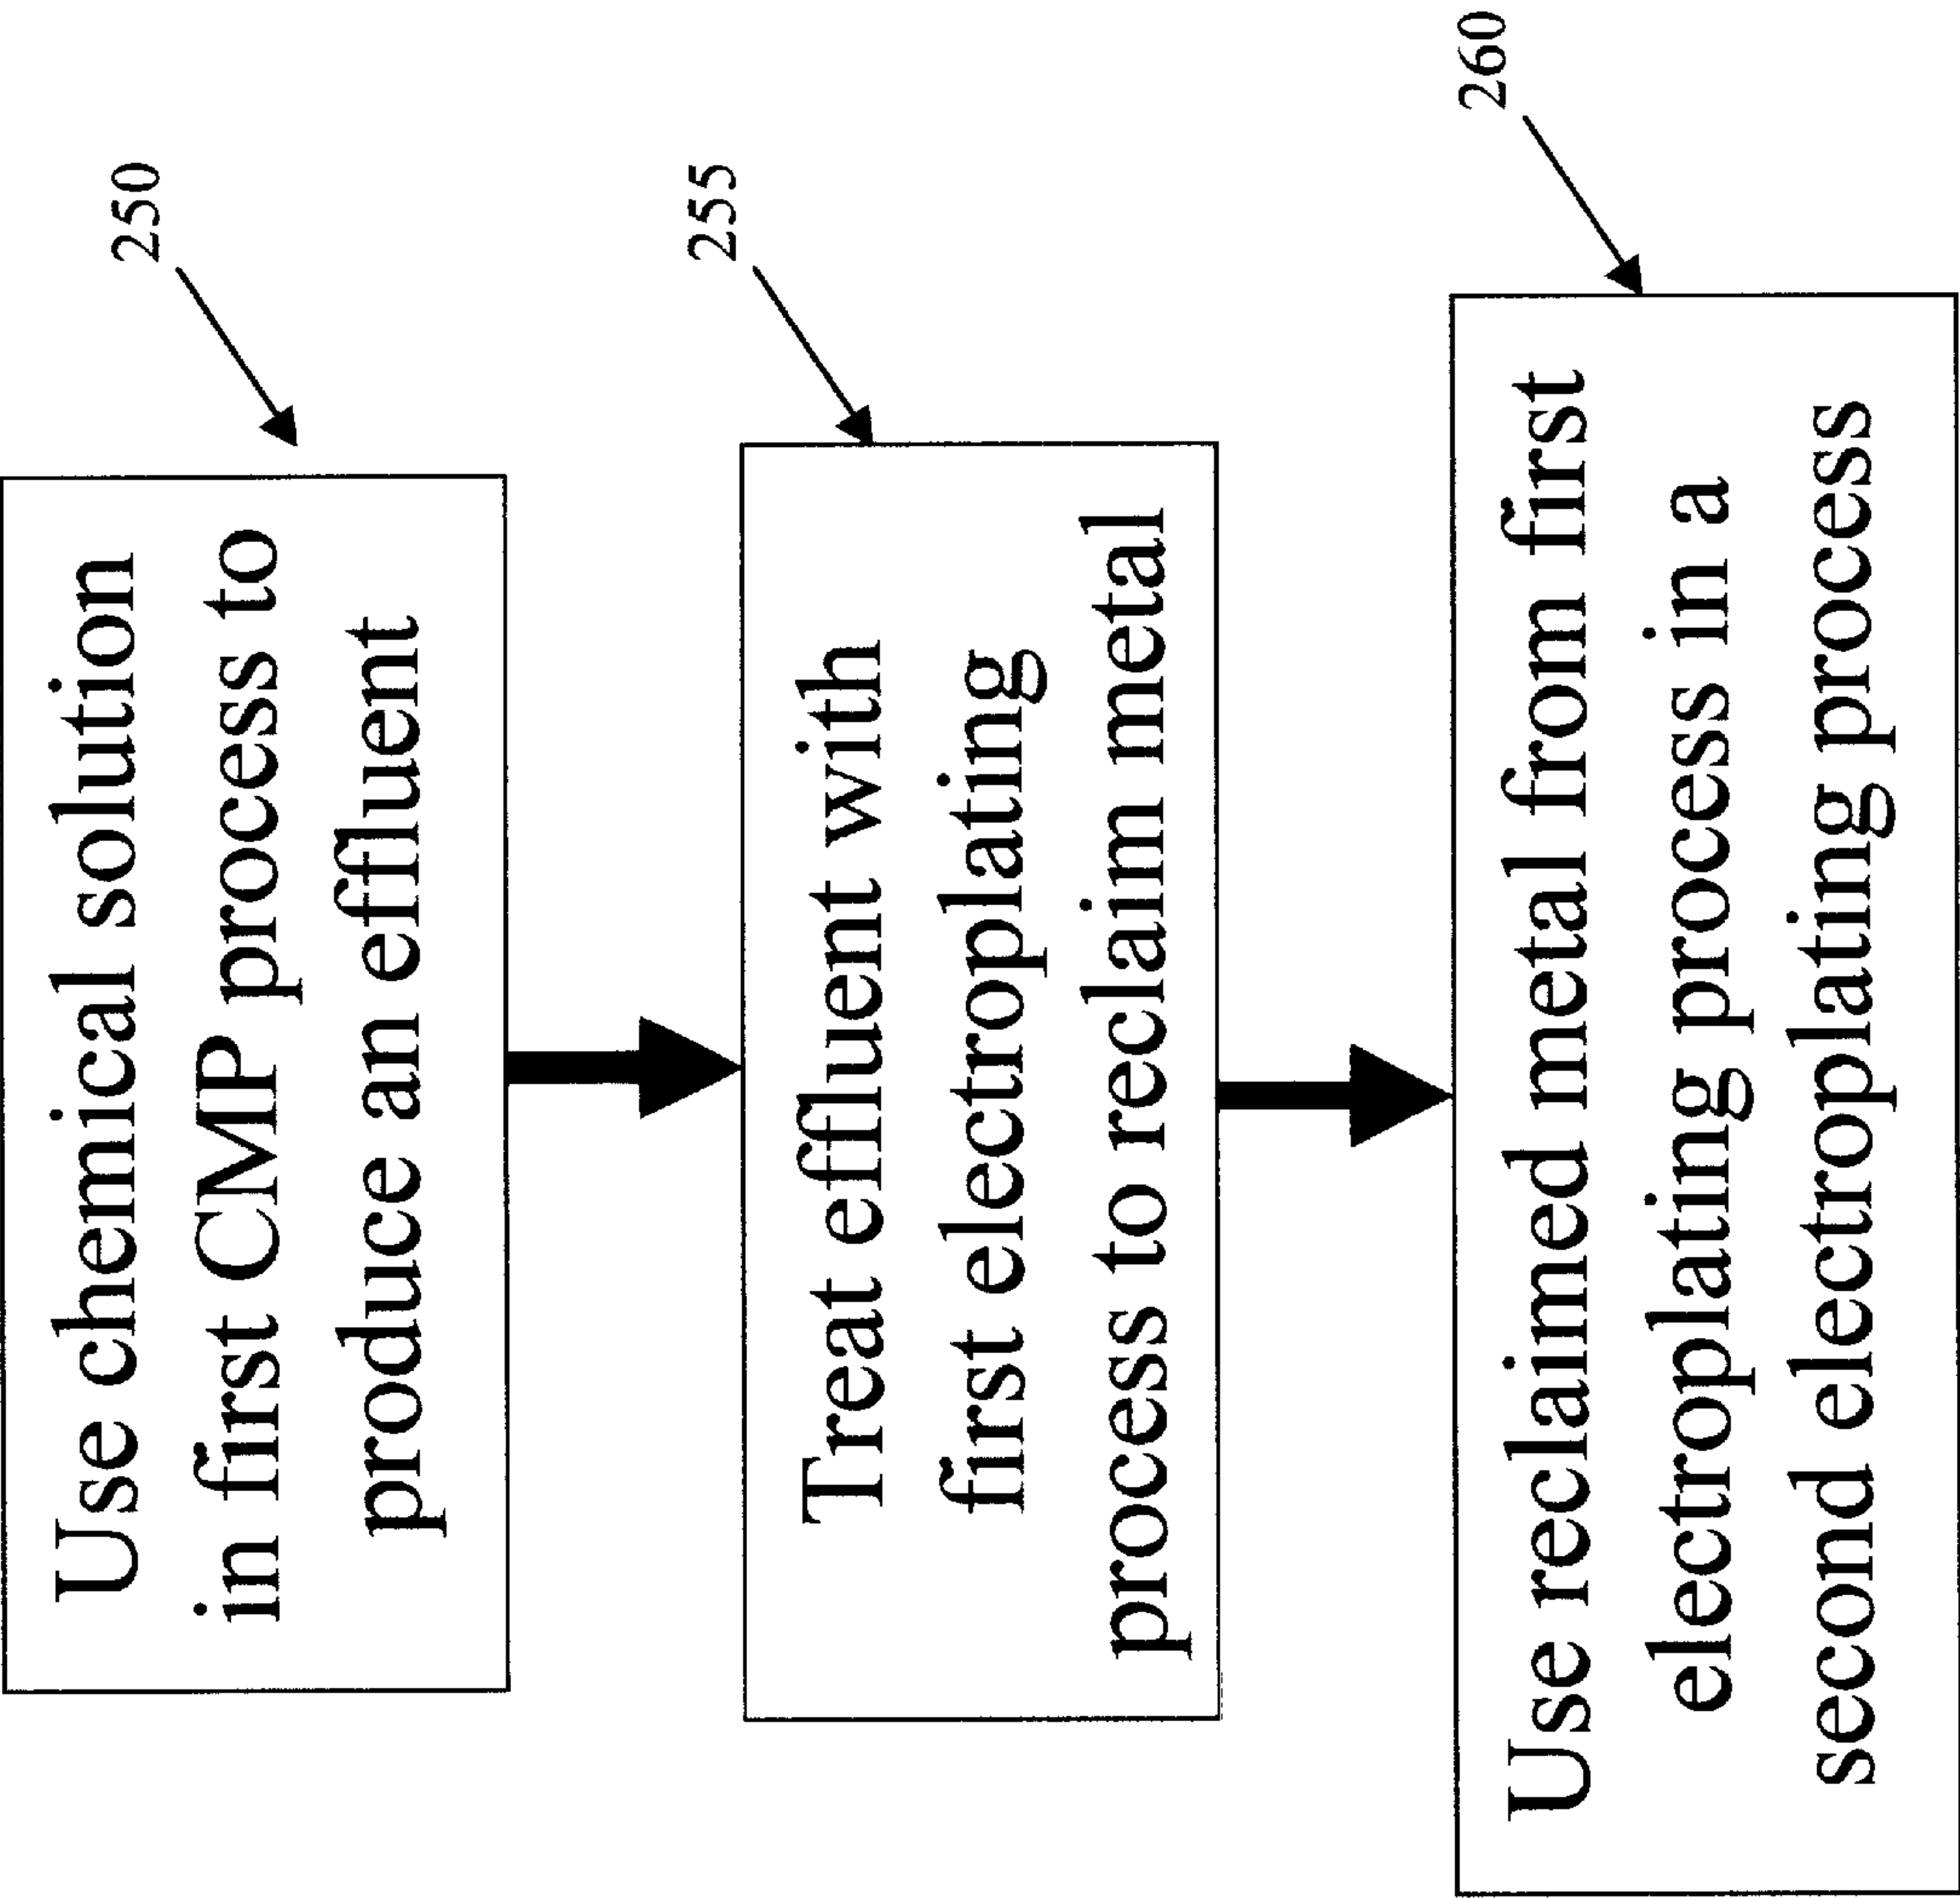 Use chemical solution
in first CMP process to
produce an effluent
250
Treat effluent with
first electroplating
process to reclaim metal
255
Use reclaimed metal from first
electroplating process in a
second electroplating process
260